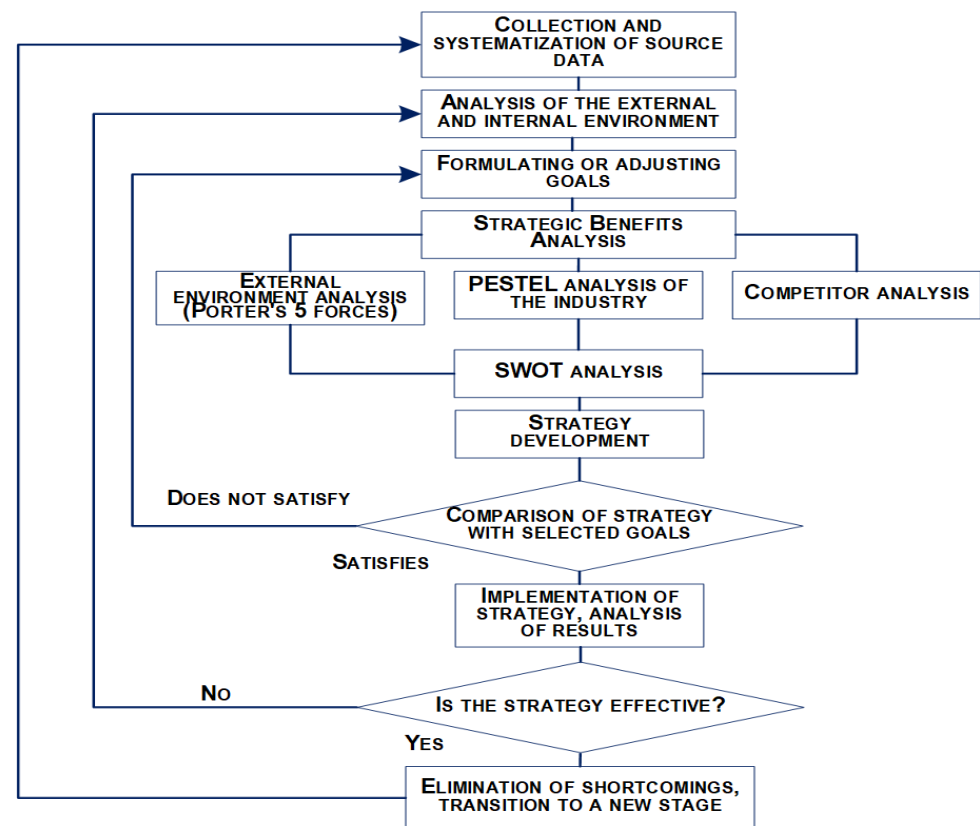 COLLECTION AND
SYSTEMATIZATION OF SOURCE
DATA
ANALYSIS OF THE EXTERNAL
AND INTERNAL ENVIRONMENT
FORMULATING OR ADJUSTING
GOALS
STRATEGIC BENEFITS
ANALYSIS
EXTERNAL
ENVIRONMENT ANALYSIS
(PORTER'S 5 FORCES)
PESTEL ANALYSIS OF
THE INDUSTRY
COMPETITOR ANALYSIS
SWOT ANALYSIS
STRATEGY
DEVELOPMENT
DOES NOT SATISFY
COMPARISON OF STRATEGY
WITH SELECTED GOALS
SATISFIES
IMPLEMENTATION OF
STRATEGY, ANALYSIS
OF RESULTS
NO
IS THE STRATEGY EFFECTIVE?
YES
ELIMINATION OF SHORTCOMINGS,
TRANSITION TO A NEW STAGE